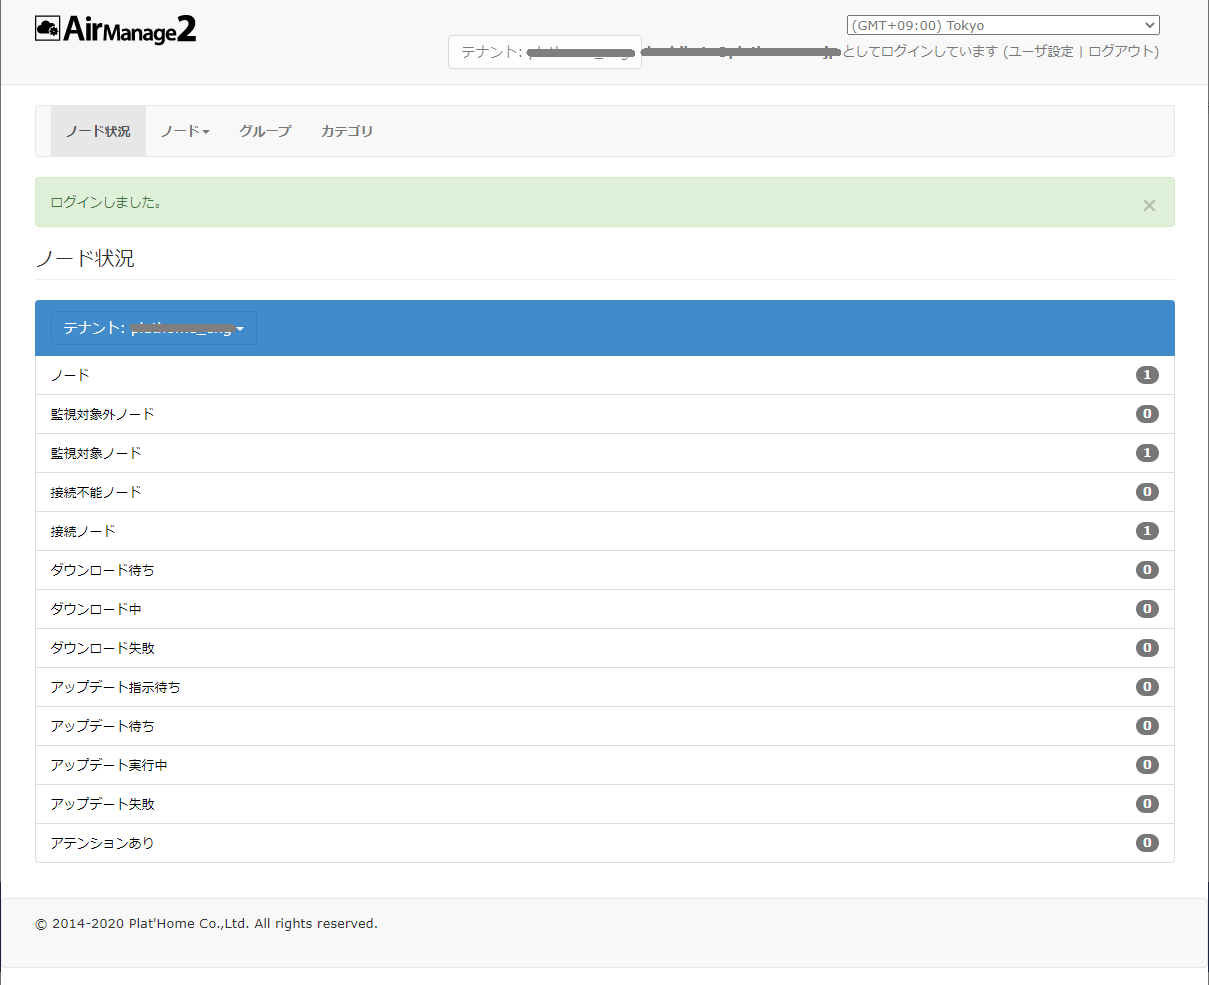 AirManage2
(GMT+09:00) Tokyo
テナント:
としてログインしています (ユーザ設定 | ログアウト)
ノード状況 ノード グループ カテゴリ
ログインしました。 ×
ノード状況
テナント:
ノード 1
監視対象外ノード 0
監視対象ノード 1
接続不能ノード 0
接続ノード 1
ダウンロード待ち 0
ダウンロード中 0
ダウンロード失敗 0
アップデート指示待ち 0
アップデート待ち 0
アップデート実行中 0
アップデート失敗 0
アテンションあり 0
© 2014-2020 Plat'Home Co.,Ltd. All rights reserved.